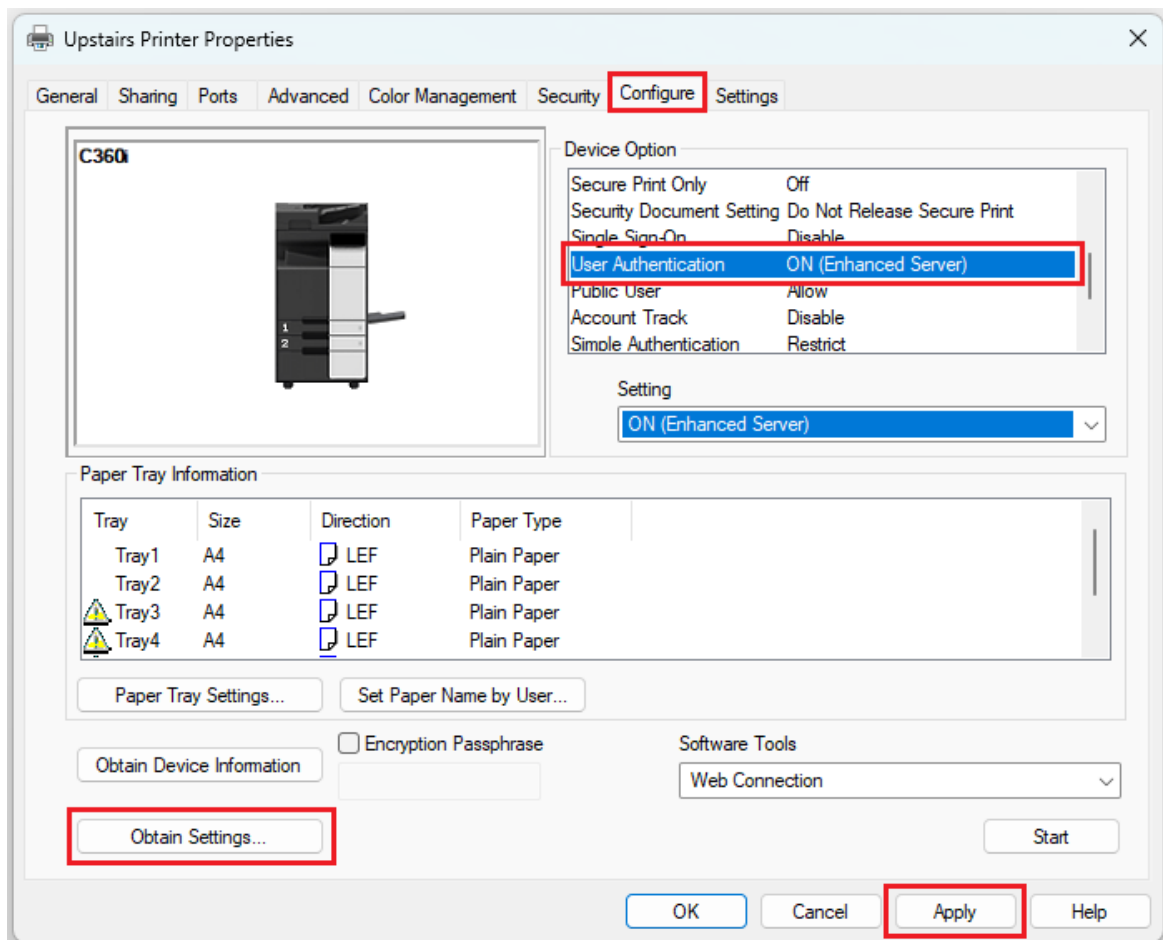 Upstairs Printer Properties
General Sharing Ports Advanced Color Management Security Configure Settings
C360i
1
2
Device Option
Secure Print Only Off
Security Document Setting Do Not Release Secure Print
Single Sign-On Disable
User Authentication ON (Enhanced Server)
Public User Allow
Account Track Disable
Simple Authentication Restrict
Setting
ON (Enhanced Server)
Paper Tray Information
Tray Size Direction Paper Type
Tray1 A4 LEF Plain Paper
Tray2 A4 LEF Plain Paper
Tray3 A4 LEF Plain Paper
Tray4 A4 LEF Plain Paper
Paper Tray Settings... Set Paper Name by User...
Obtain Device Information
Encryption Passphrase
Software Tools
Web Connection
Obtain Settings... Start
OK Cancel Apply Help